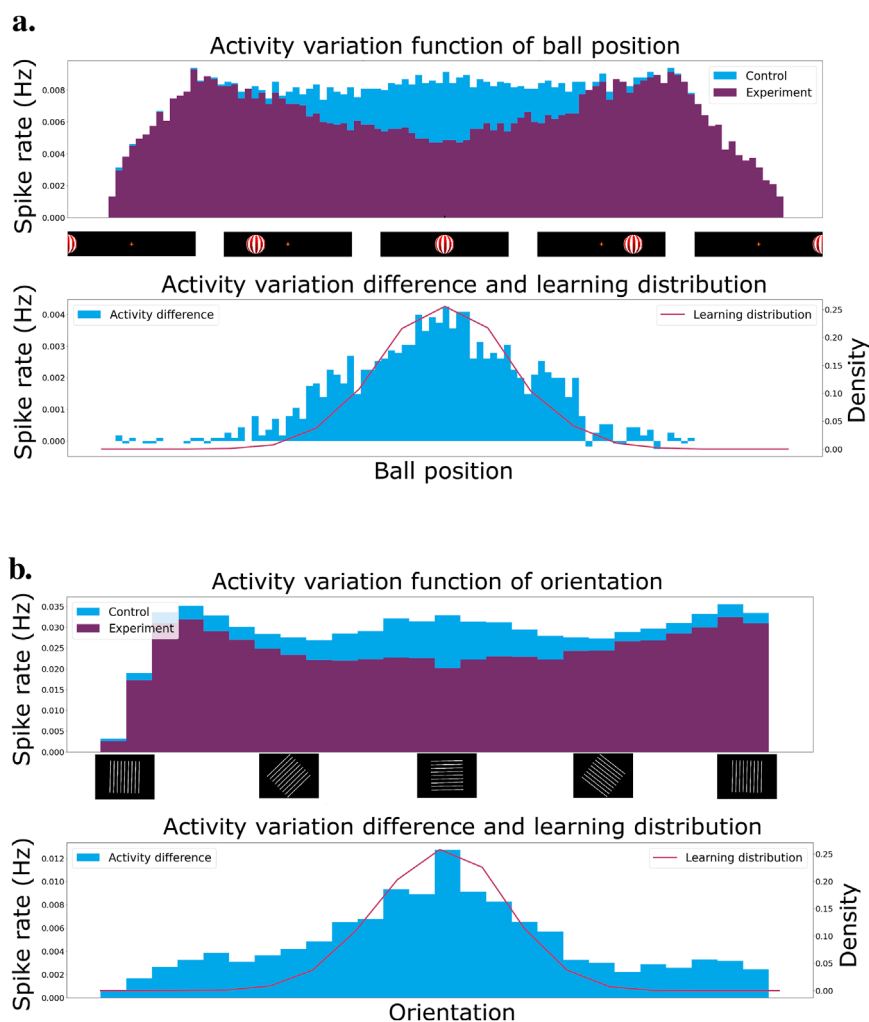 a.
Activity variation function of ball position
Spike rate (Hz)
0.008
0.006
0.004
0.002
0.000
Control
Experiment
Activity variation difference and learning distribution
Spike rate (Hz)
0.004
0.003
0.002
0.001
0.000
Activity difference
Learning distribution
0.25
0.20
0.15
0.10
0.05
0.00
Density
Ball position
b.
Activity variation function of orientation
Spike rate (Hz)
0.035
0.030
0.025
0.020
0.015
0.010
0.005
0.000
Control
Experiment
Activity variation difference and learning distribution
Spike rate (Hz)
0.012
0.010
0.008
0.006
0.004
0.002
0.000
Activity difference
Learning distribution
0.25
0.20
0.15
0.10
0.05
0.00
Density
Orientation